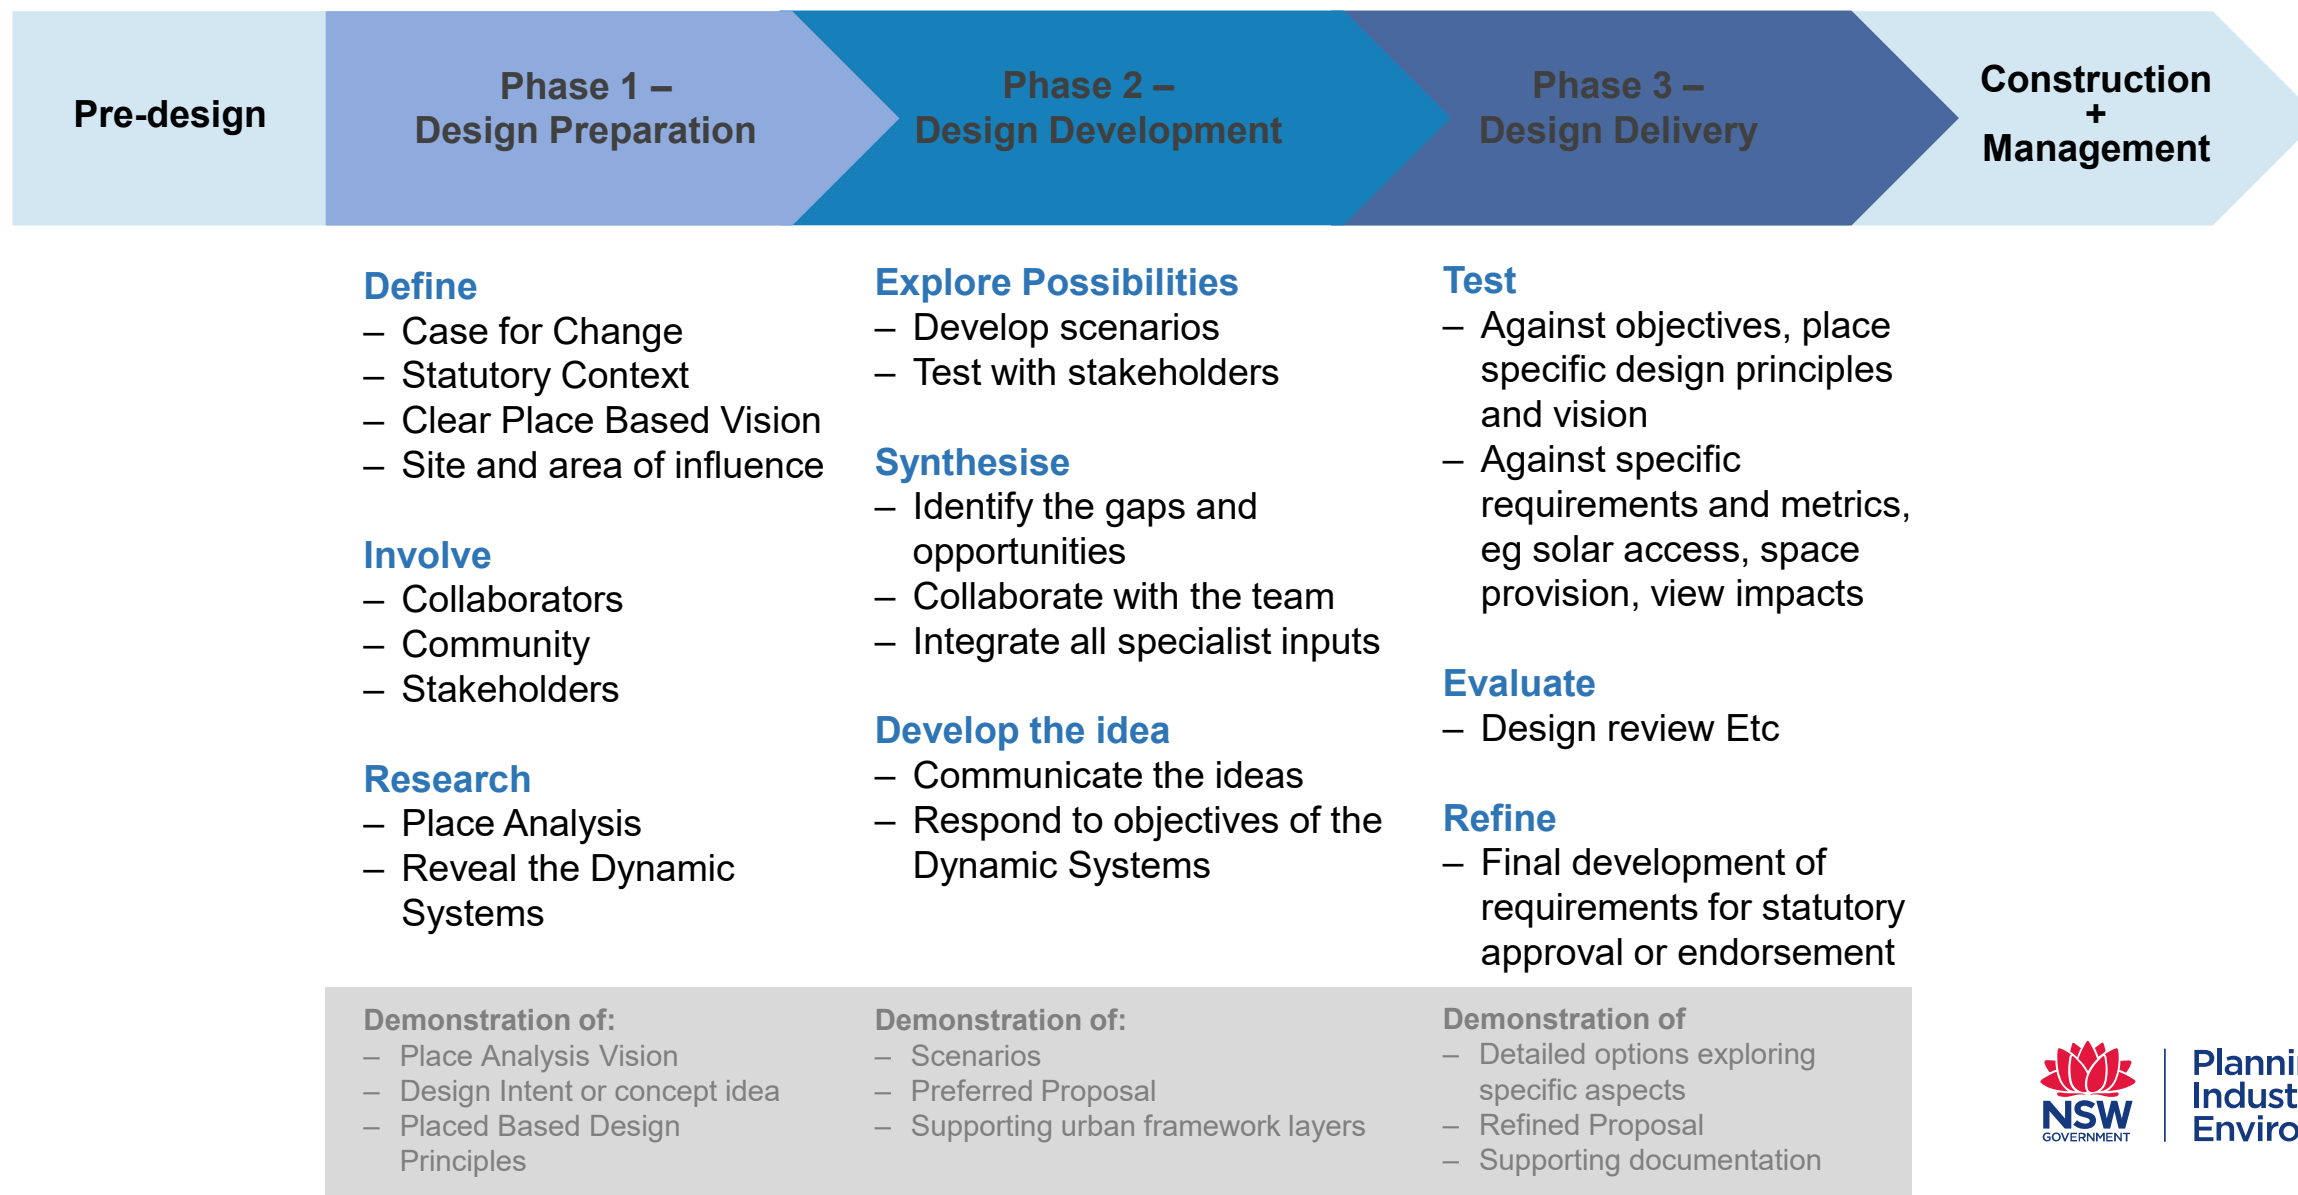 Pre-design
Phase 1 –
Design Preparation
Phase 2 –
Design Development
Phase 3 –
Design Delivery
Construction
+
Management
Define
– Case for Change
– Statutory Context
– Clear Place Based Vision
– Site and area of influence
Involve
– Collaborators
– Community
– Stakeholders
Research
– Place Analysis
– Reveal the Dynamic
Systems
Explore Possibilities
– Develop scenarios
– Test with stakeholders
Synthesise
– Identify the gaps and
opportunities
– Collaborate with the team
– Integrate all specialist inputs
Develop the idea
– Communicate the ideas
– Respond to objectives of the
Dynamic Systems
Test
– Against objectives, place
specific design principles
and vision
– Against specific
requirements and metrics,
eg solar access, space
provision, view impacts
Evaluate
– Design review Etc
Refine
– Final development of
requirements for statutory
approval or endorsement
Demonstration of:
– Place Analysis Vision
– Design Intent or concept idea
– Placed Based Design
Principles
Demonstration of:
– Scenarios
– Preferred Proposal
– Supporting urban framework layers
Demonstration of
– Detailed options exploring
specific aspects
– Refined Proposal
– Supporting documentation
NSW
GOVERNMENT